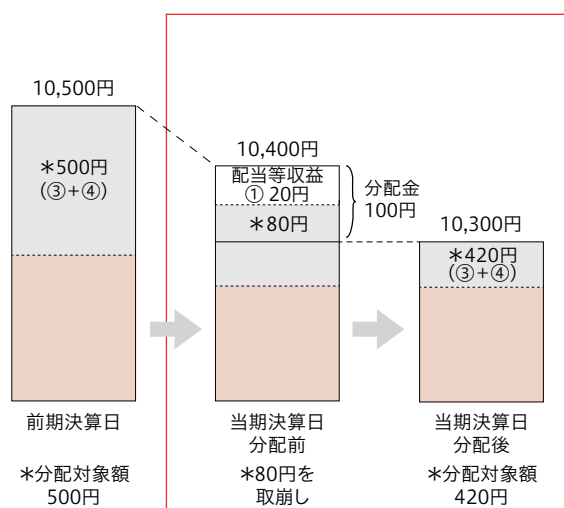 10,500円
＊500円
(③+④)
前期決算日
＊分配対象額
500円
10,400円
配当等収益
① 20円
＊80円
分配金
100円
当期決算日
分配前
＊80円を
取崩し
10,300円
＊420円
(③+④)
当期決算日
分配後
＊分配対象額
420円